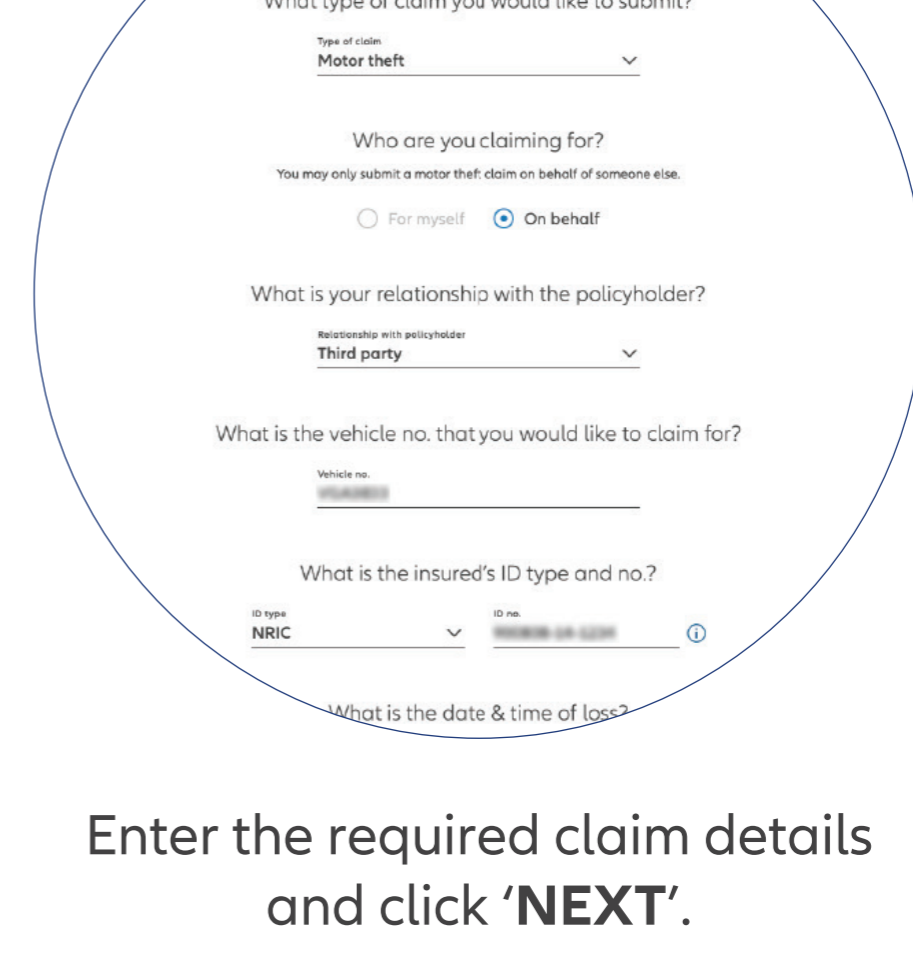 What type of claim you would like to submit?
Type of claim
Motor theft
Who are you claiming for?
You may only submit a motor theft claim on behalf of someone else.
For myself On behalf
What is your relationship with the policyholder?
Relationship with policyholder
Third party
What is the vehicle no. that you would like to claim for?
Vehicle no.
What is the insured's ID type and no.?
ID type ID no.
NRIC
What is the date & time of loss?
Enter the required claim details
and click ‘NEXT’.